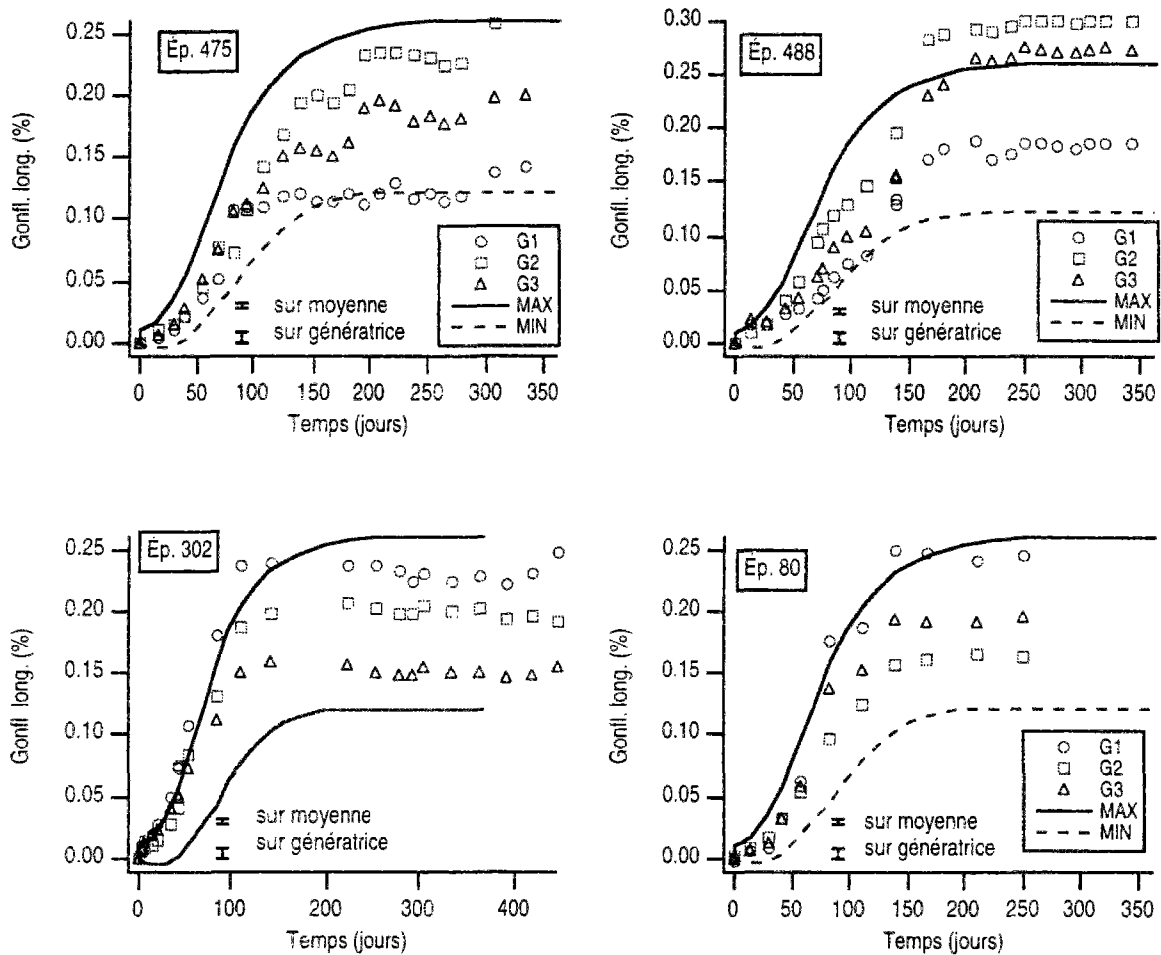 Ép. 475
Gonfl. long. (%)
0.25
0.20
0.15
0.10
0.05
0.00
G1
G2
G3
MAX
MIN
sur moyenne
sur génératrice
0 50 100 150 200 250 300 350
Temps (jours)
Ép. 488
Gonfl. long. (%)
0.30
0.25
0.20
0.15
0.10
0.05
0.00
G1
G2
G3
MAX
MIN
sur moyenne
sur génératrice
0 50 100 150 200 250 300 350
Temps (jours)
Ép. 302
Gonfl. long. (%)
0.25
0.20
0.15
0.10
0.05
0.00
sur moyenne
sur génératrice
0 100 200 300 400
Temps (jours)
Ép. 80
Gonfl. long. (%)
0.25
0.20
0.15
0.10
0.05
0.00
G1
G2
G3
MAX
MIN
sur moyenne
sur génératrice
0 50 100 150 200 250 300 350
Temps (jours)